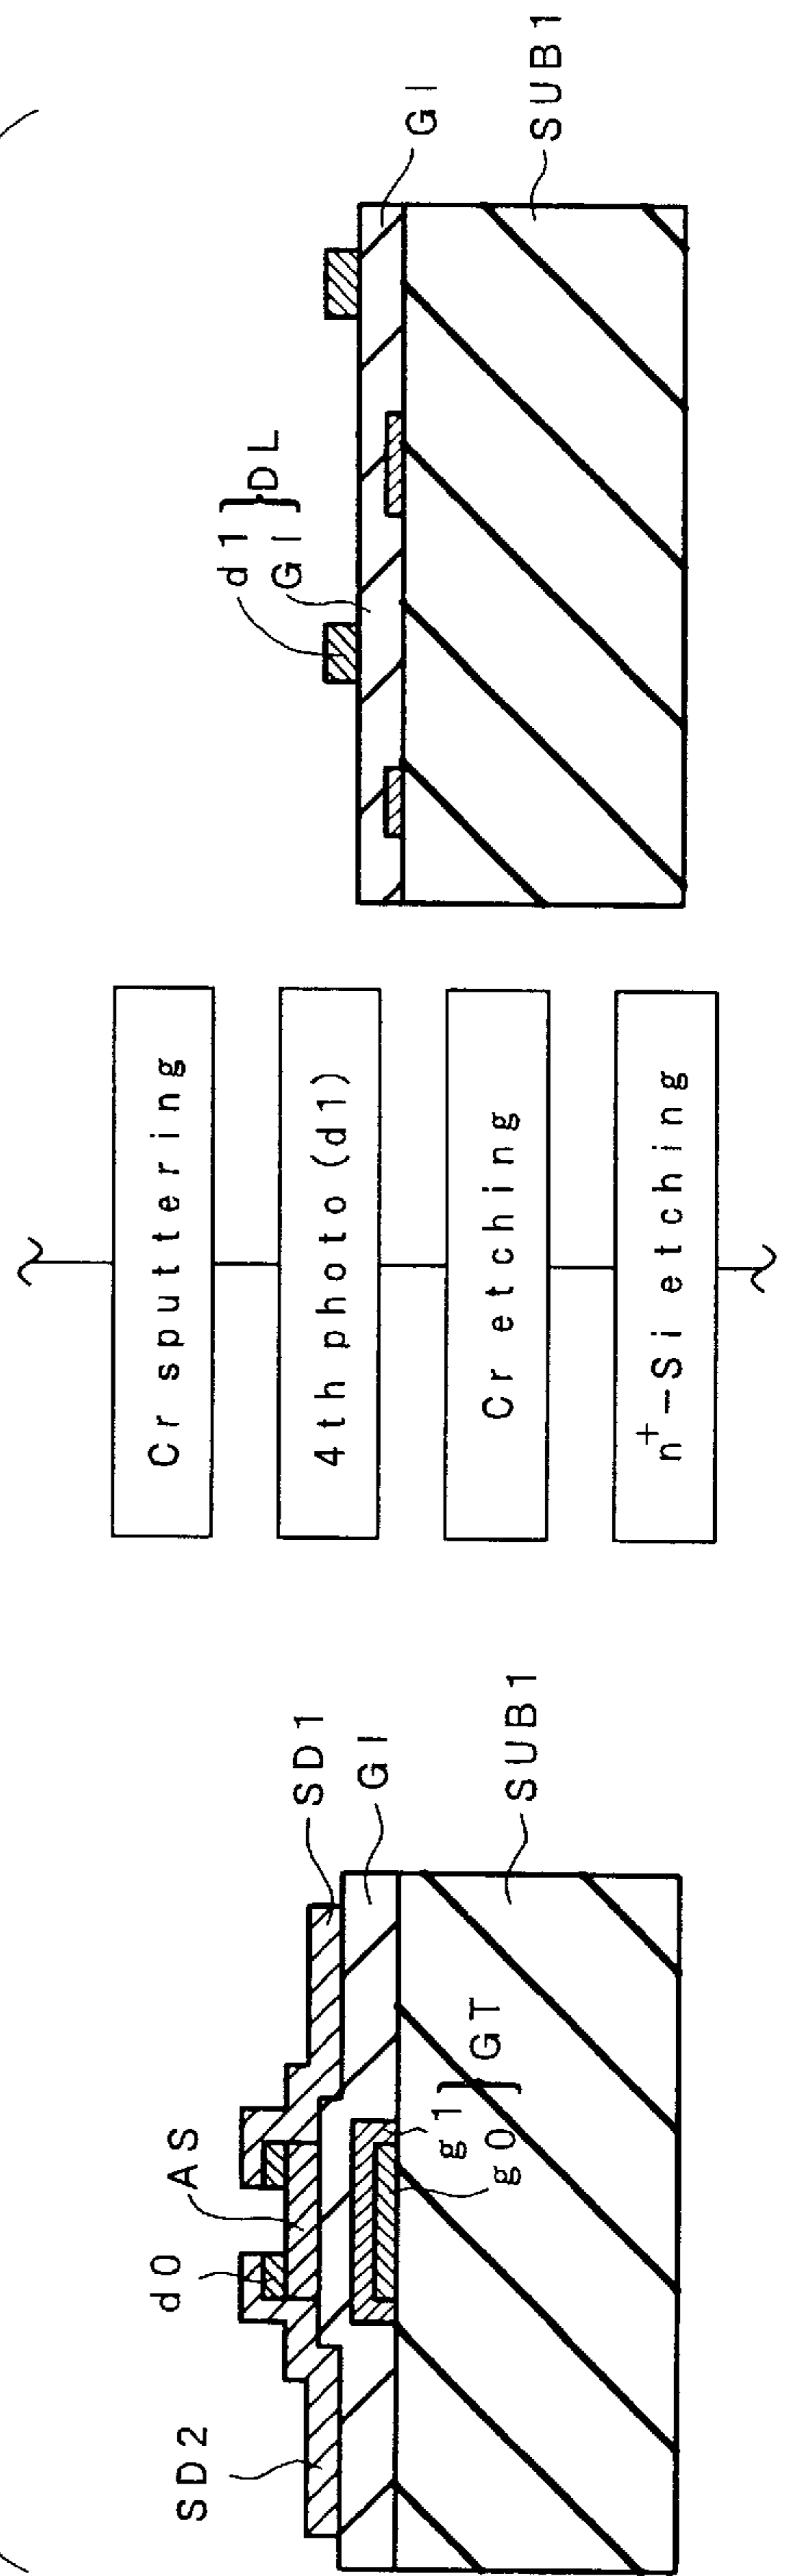 d0
AS
SD2
SD1
GI
SUB1
g1
g0
GT
Cr sputtering
4th photo (d1)
Cr etching
n⁺-Si etching
d1
GI
DL
GI
SUB1